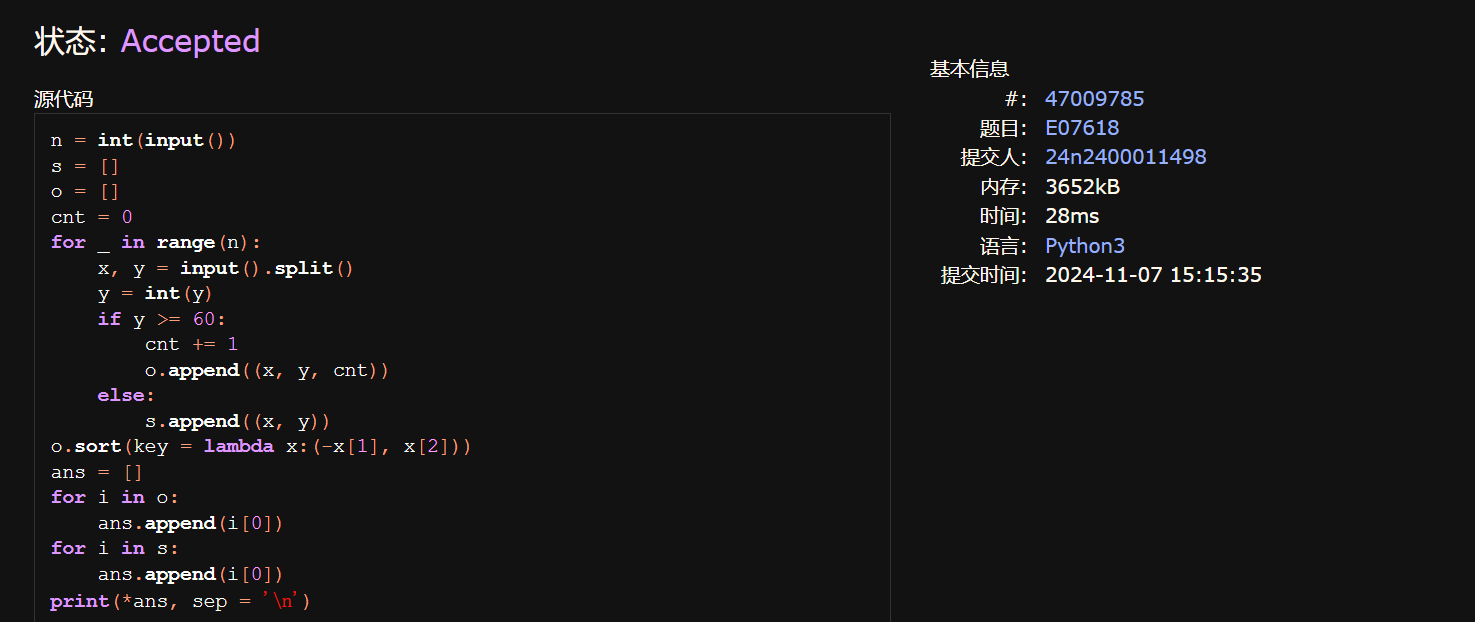 状态: Accepted
源代码
n = int(input())
s = []
o = []
cnt = 0
for _ in range(n):
    x, y = input().split()
    y = int(y)
    if y >= 60:
        cnt += 1
        o.append((x, y, cnt))
    else:
        s.append((x, y))
o.sort(key = lambda x:(-x[1], x[2]))
ans = []
for i in o:
    ans.append(i[0])
for i in s:
    ans.append(i[0])
print(*ans, sep = '\n')
基本信息
#: 47009785
题目: E07618
提交人: 24n2400011498
内存: 3652kB
时间: 28ms
语言: Python3
提交时间: 2024-11-07 15:15:35